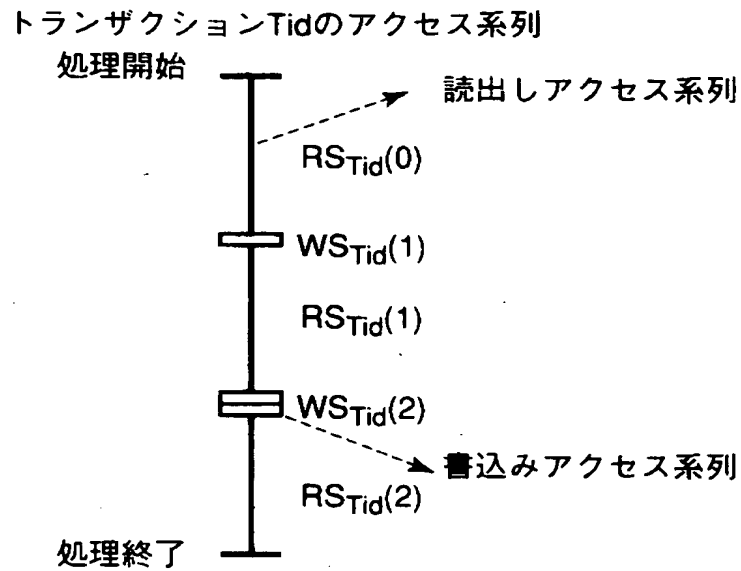 トランザクションTidのアクセス系列
処理開始
読出しアクセス系列
RSTid(0)
WSTid(1)
RSTid(1)
WSTid(2)
書込みアクセス系列
RSTid(2)
処理終了